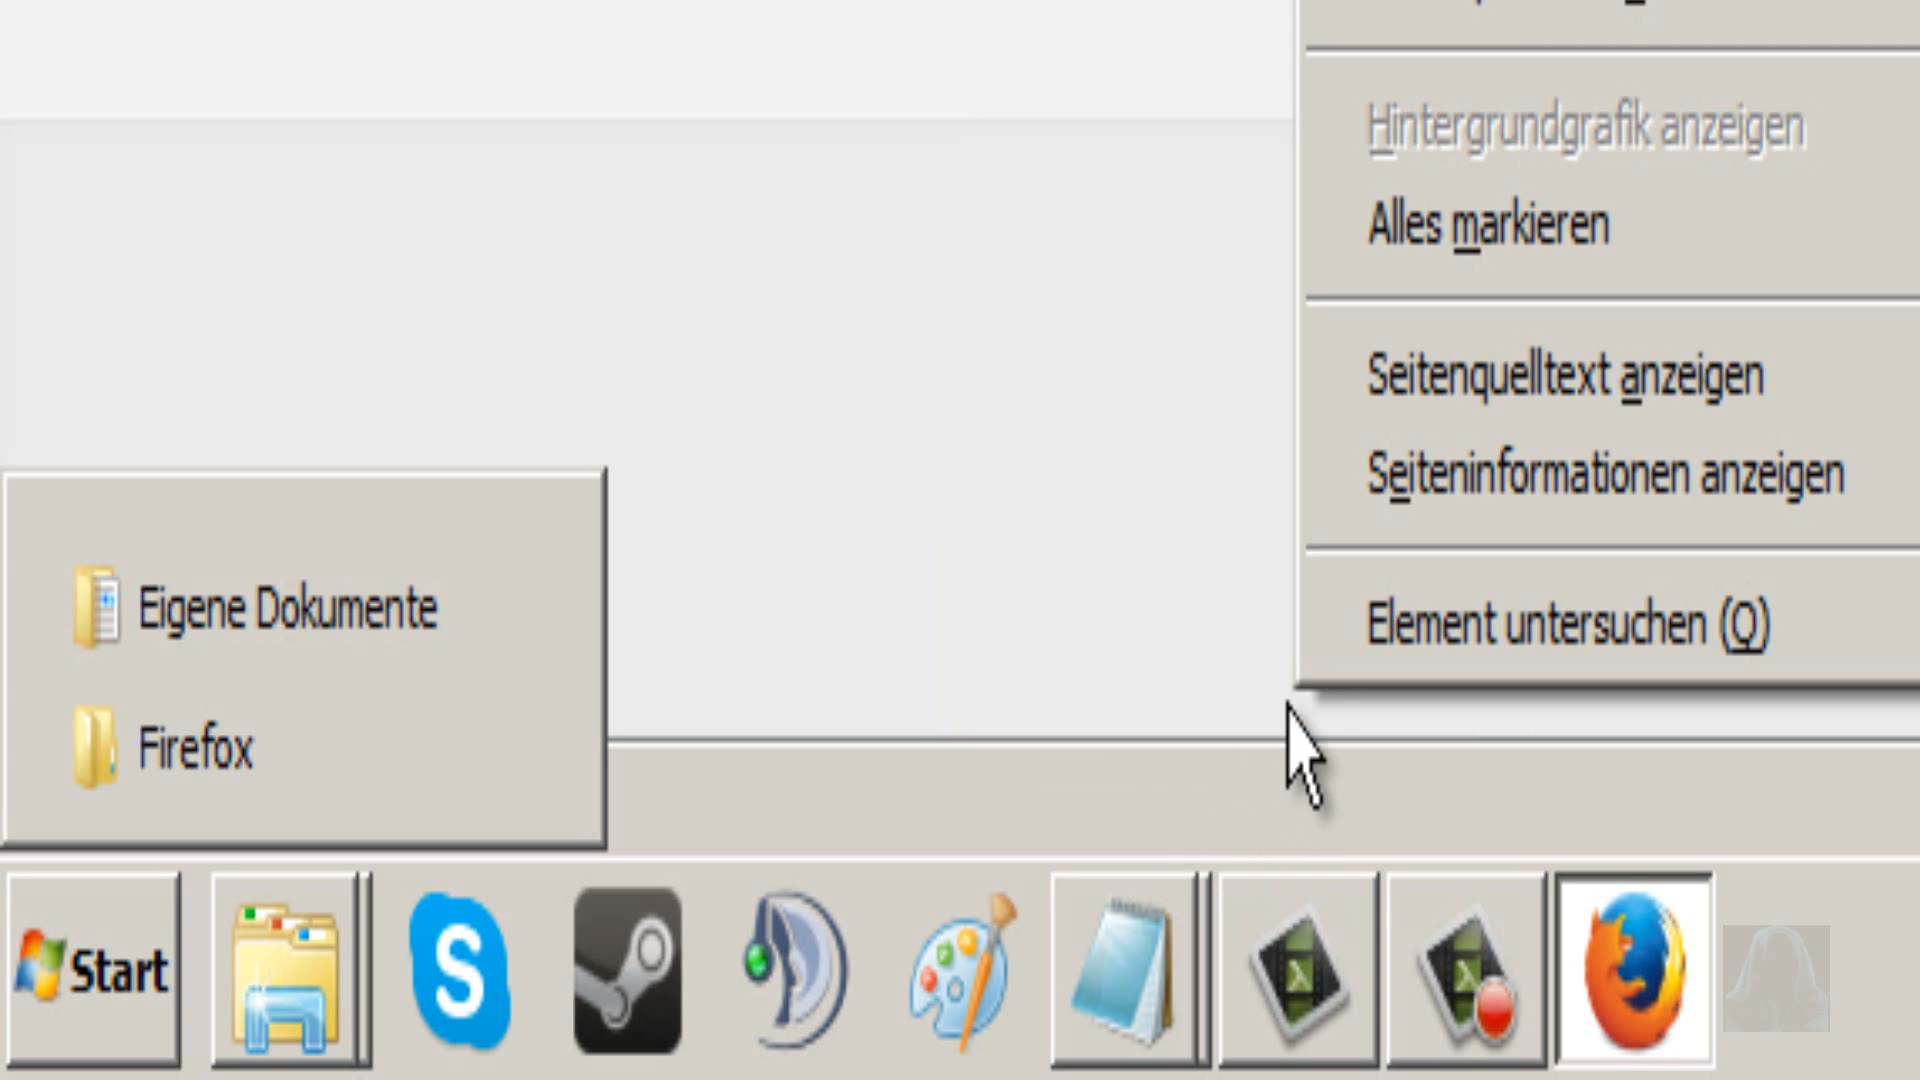 Hintergrundgrafik anzeigen
Alles markieren
Seitenquelltext anzeigen
Seiteninformationen anzeigen
Element untersuchen (Q)
Eigene Dokumente
Firefox
Start